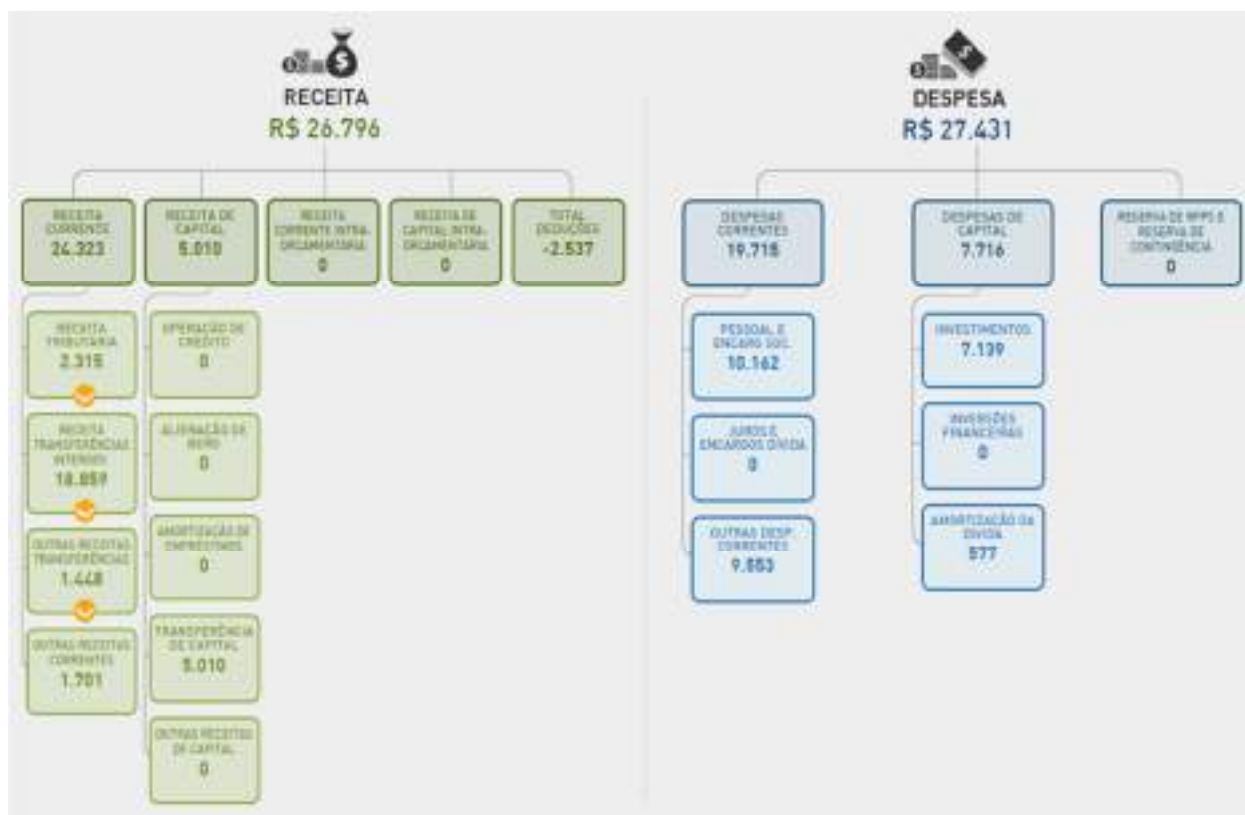 RECEITA
R$ 26.796
RECEITA
CORRENTE
24.323
RECEITA DE
CAPITAL
5.010
RECEITA
CORRENTE INTRA-
ORÇAMENTÁRIA
0
RECEITA DE
CAPITAL INTRA-
ORÇAMENTÁRIA
0
TOTAL
DEDUÇÕES
-2.537
RECEITA
TRIBUTÁRIA
2.315
RECEITA
TRANSFERÊNCIAS
18.859
OUTRAS RECEITAS
TRANSFERÊNCIAS
1.448
OUTRAS RECEITAS
CORRENTES
1.701
OPERAÇÃO DE
CRÉDITO
0
ALIENAÇÃO DE
0
AMORTIZAÇÃO DE
EMPRÉSTIMOS
0
TRANSFERÊNCIA
DE CAPITAL
5.010
OUTRAS RECEITAS
DE CAPITAL
0
DESPESA
R$ 27.431
DESPESAS
CORRENTES
19.715
DESPESAS DE
CAPITAL
7.716
RESERVA DE RPPS E
RESERVA DE
CONTINGÊNCIA
0
PESSOAL E
ENCARG SOC.
10.162
JUROS E
ENCARGOS DÍVIDA
0
OUTRAS DESP.
CORRENTES
9.553
INVESTIMENTOS
7.139
INVERSÕES
FINANCEIRAS
0
AMORTIZAÇÃO DA
DÍVIDA
577